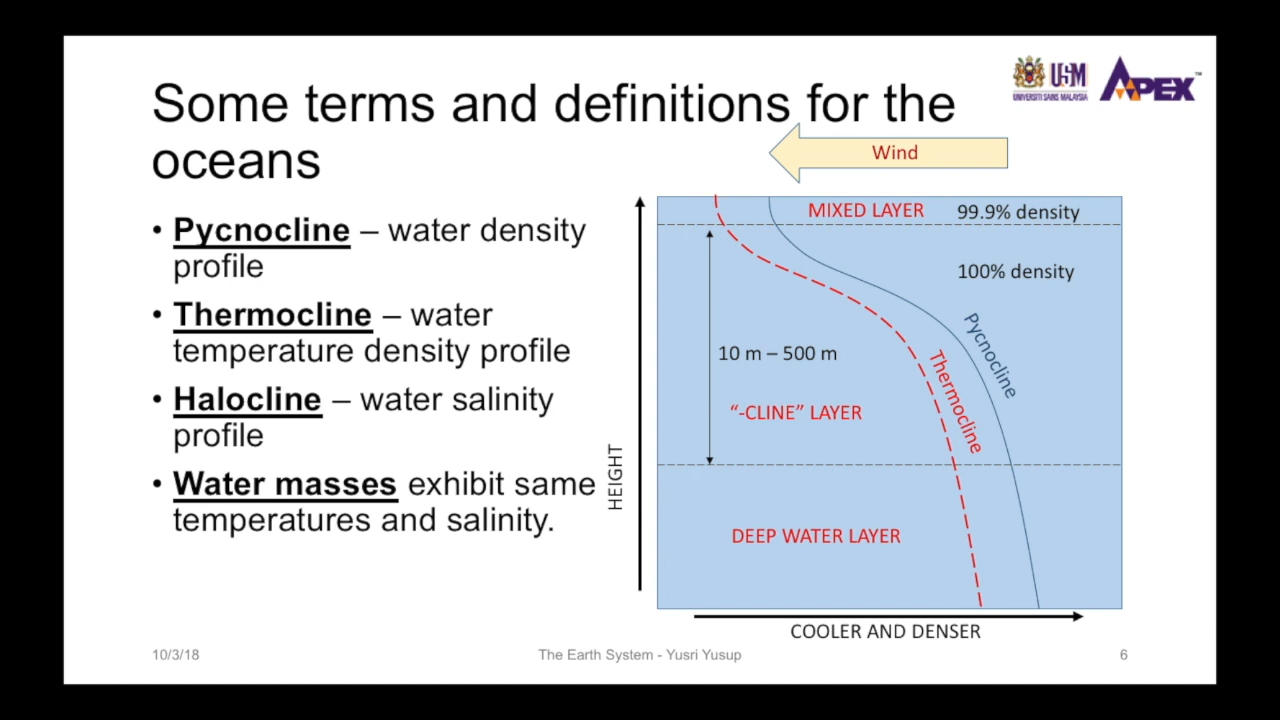 Some terms and definitions for the
oceans
USM
UNIVERSITI SAINS MALAYSIA
APEX™
Wind
• Pycnocline – water density
profile
• Thermocline – water
temperature density profile
• Halocline – water salinity
profile
• Water masses exhibit same
temperatures and salinity.
HEIGHT
MIXED LAYER
99.9% density
100% density
Pycnocline
Thermocline
10 m – 500 m
“-CLINE” LAYER
DEEP WATER LAYER
COOLER AND DENSER
10/3/18
The Earth System - Yusri Yusup
6